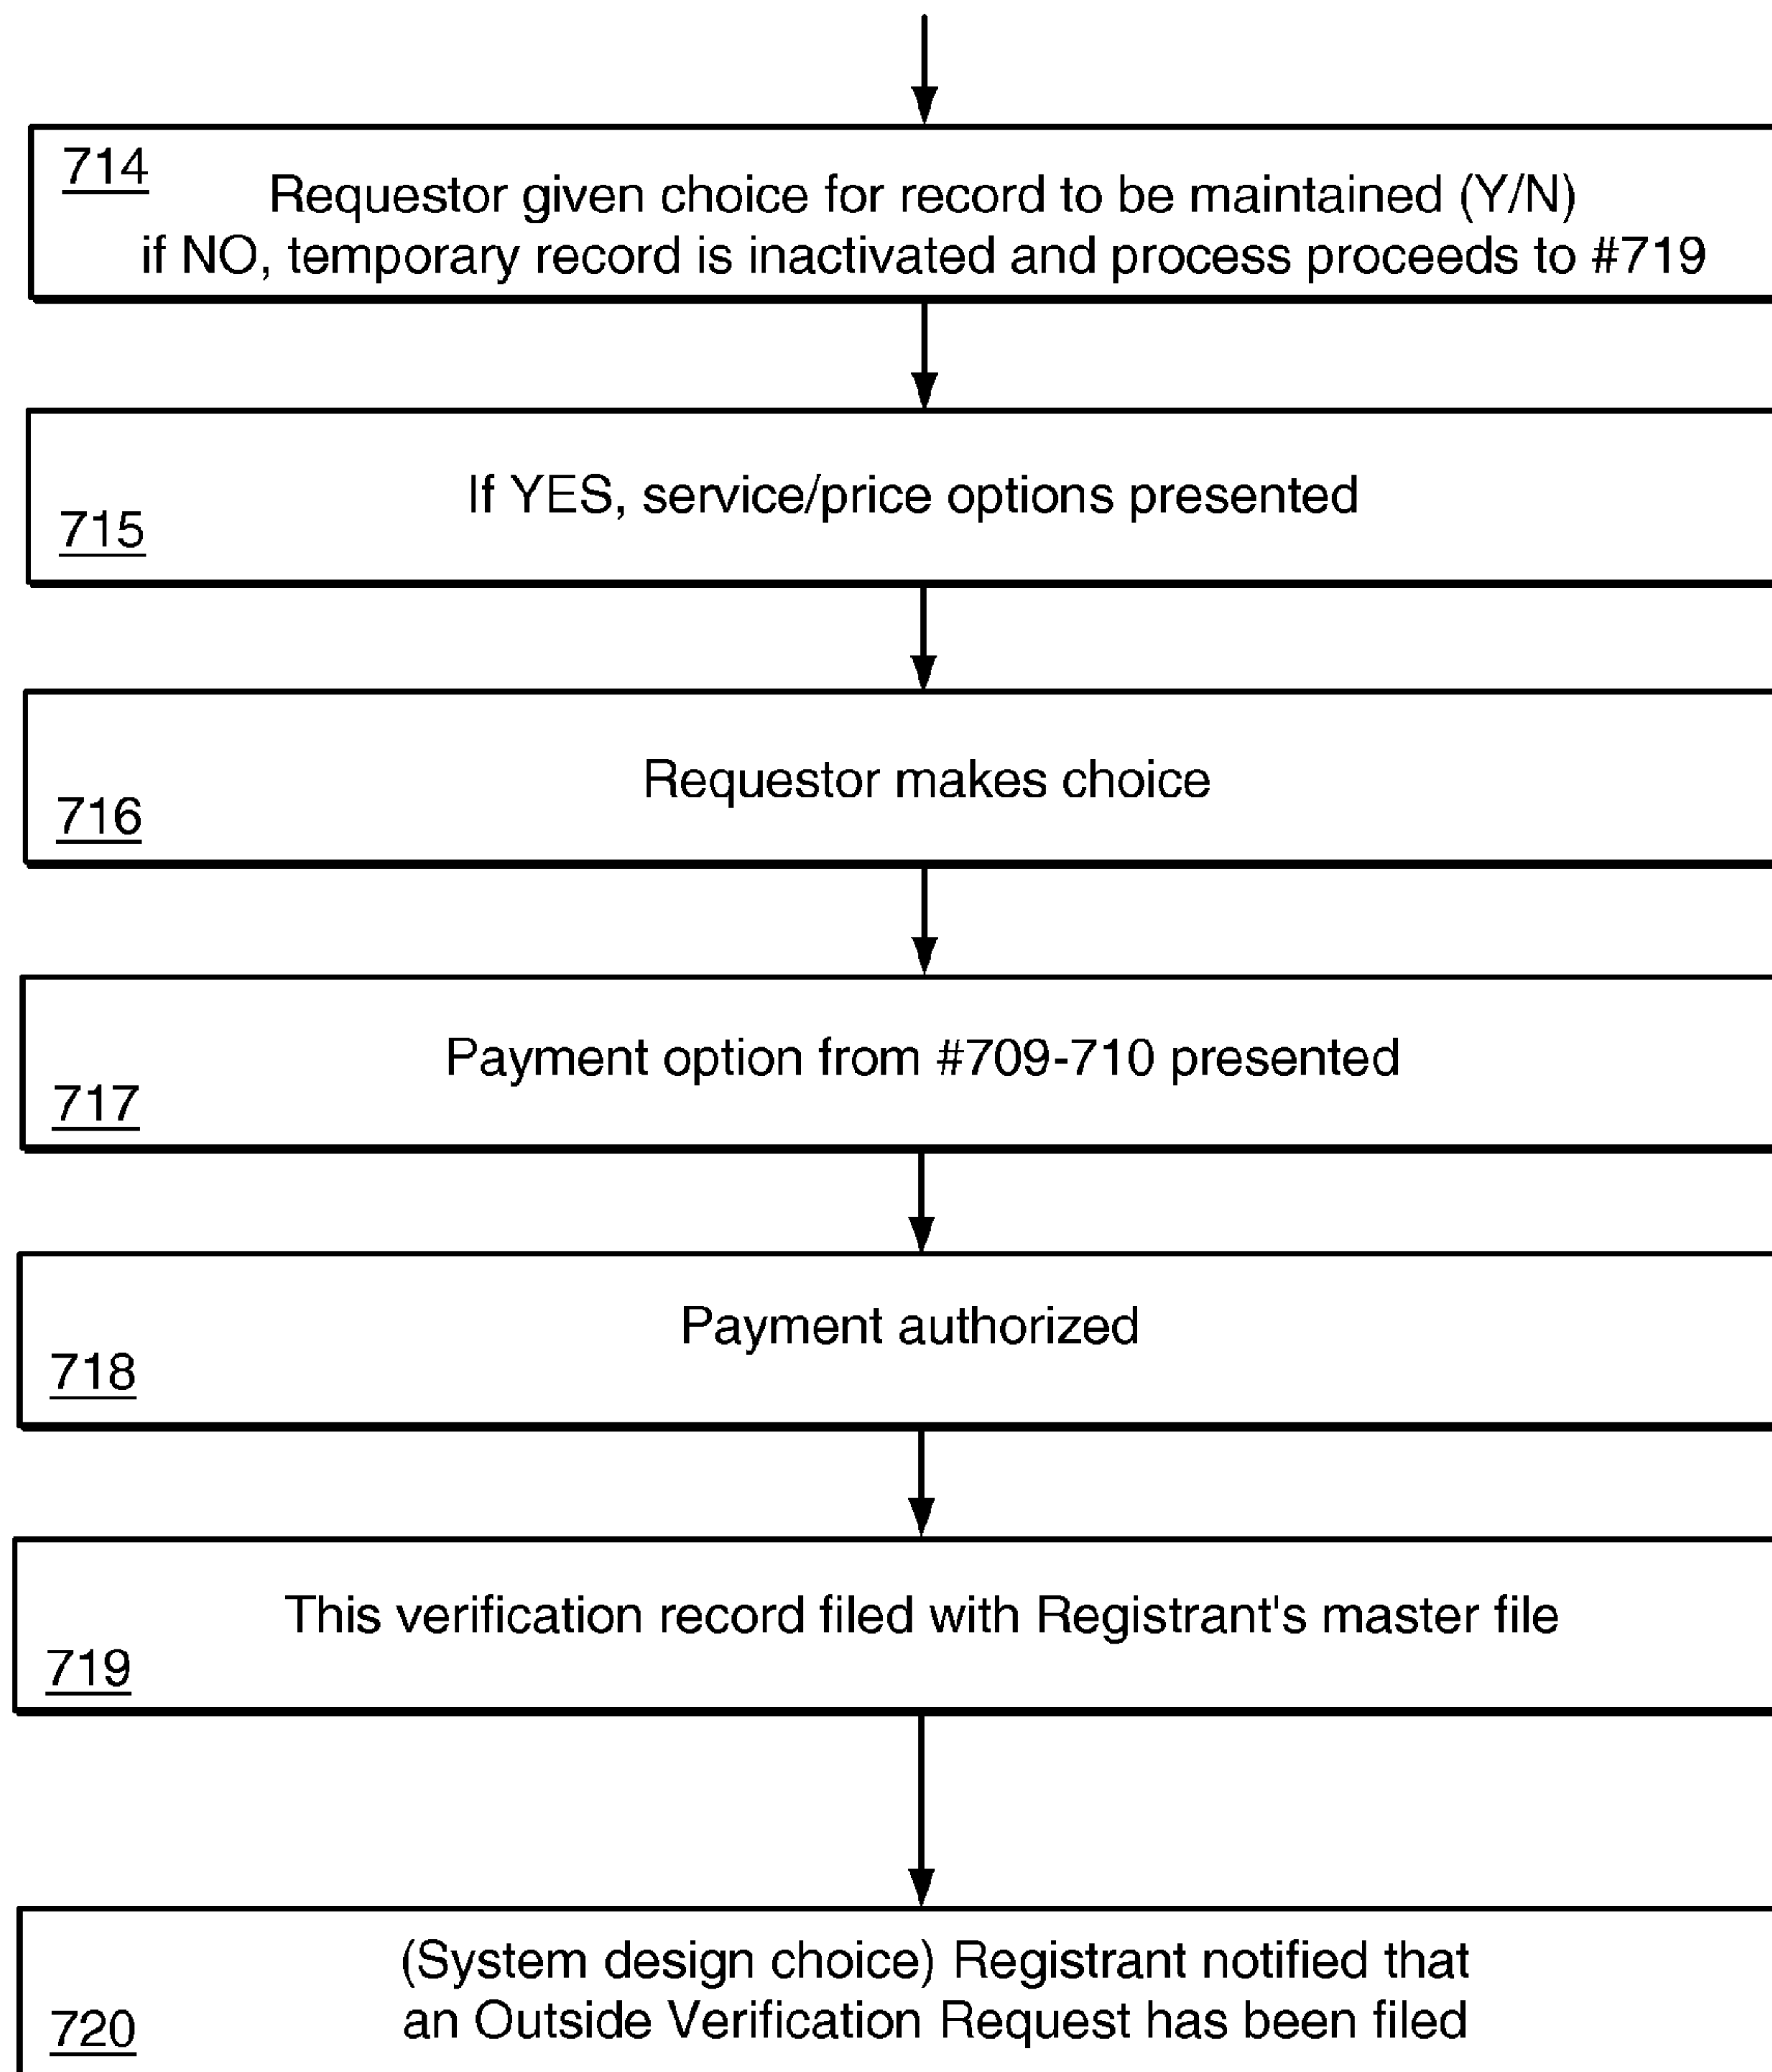 714
Requestor given choice for record to be maintained (Y/N)
if NO, temporary record is inactivated and process proceeds to #719
If YES, service/price options presented
715
Requestor makes choice
716
Payment option from #709-710 presented
717
Payment authorized
718
This verification record filed with Registrant's master file
719
(System design choice) Registrant notified that
an Outside Verification Request has been filed
720